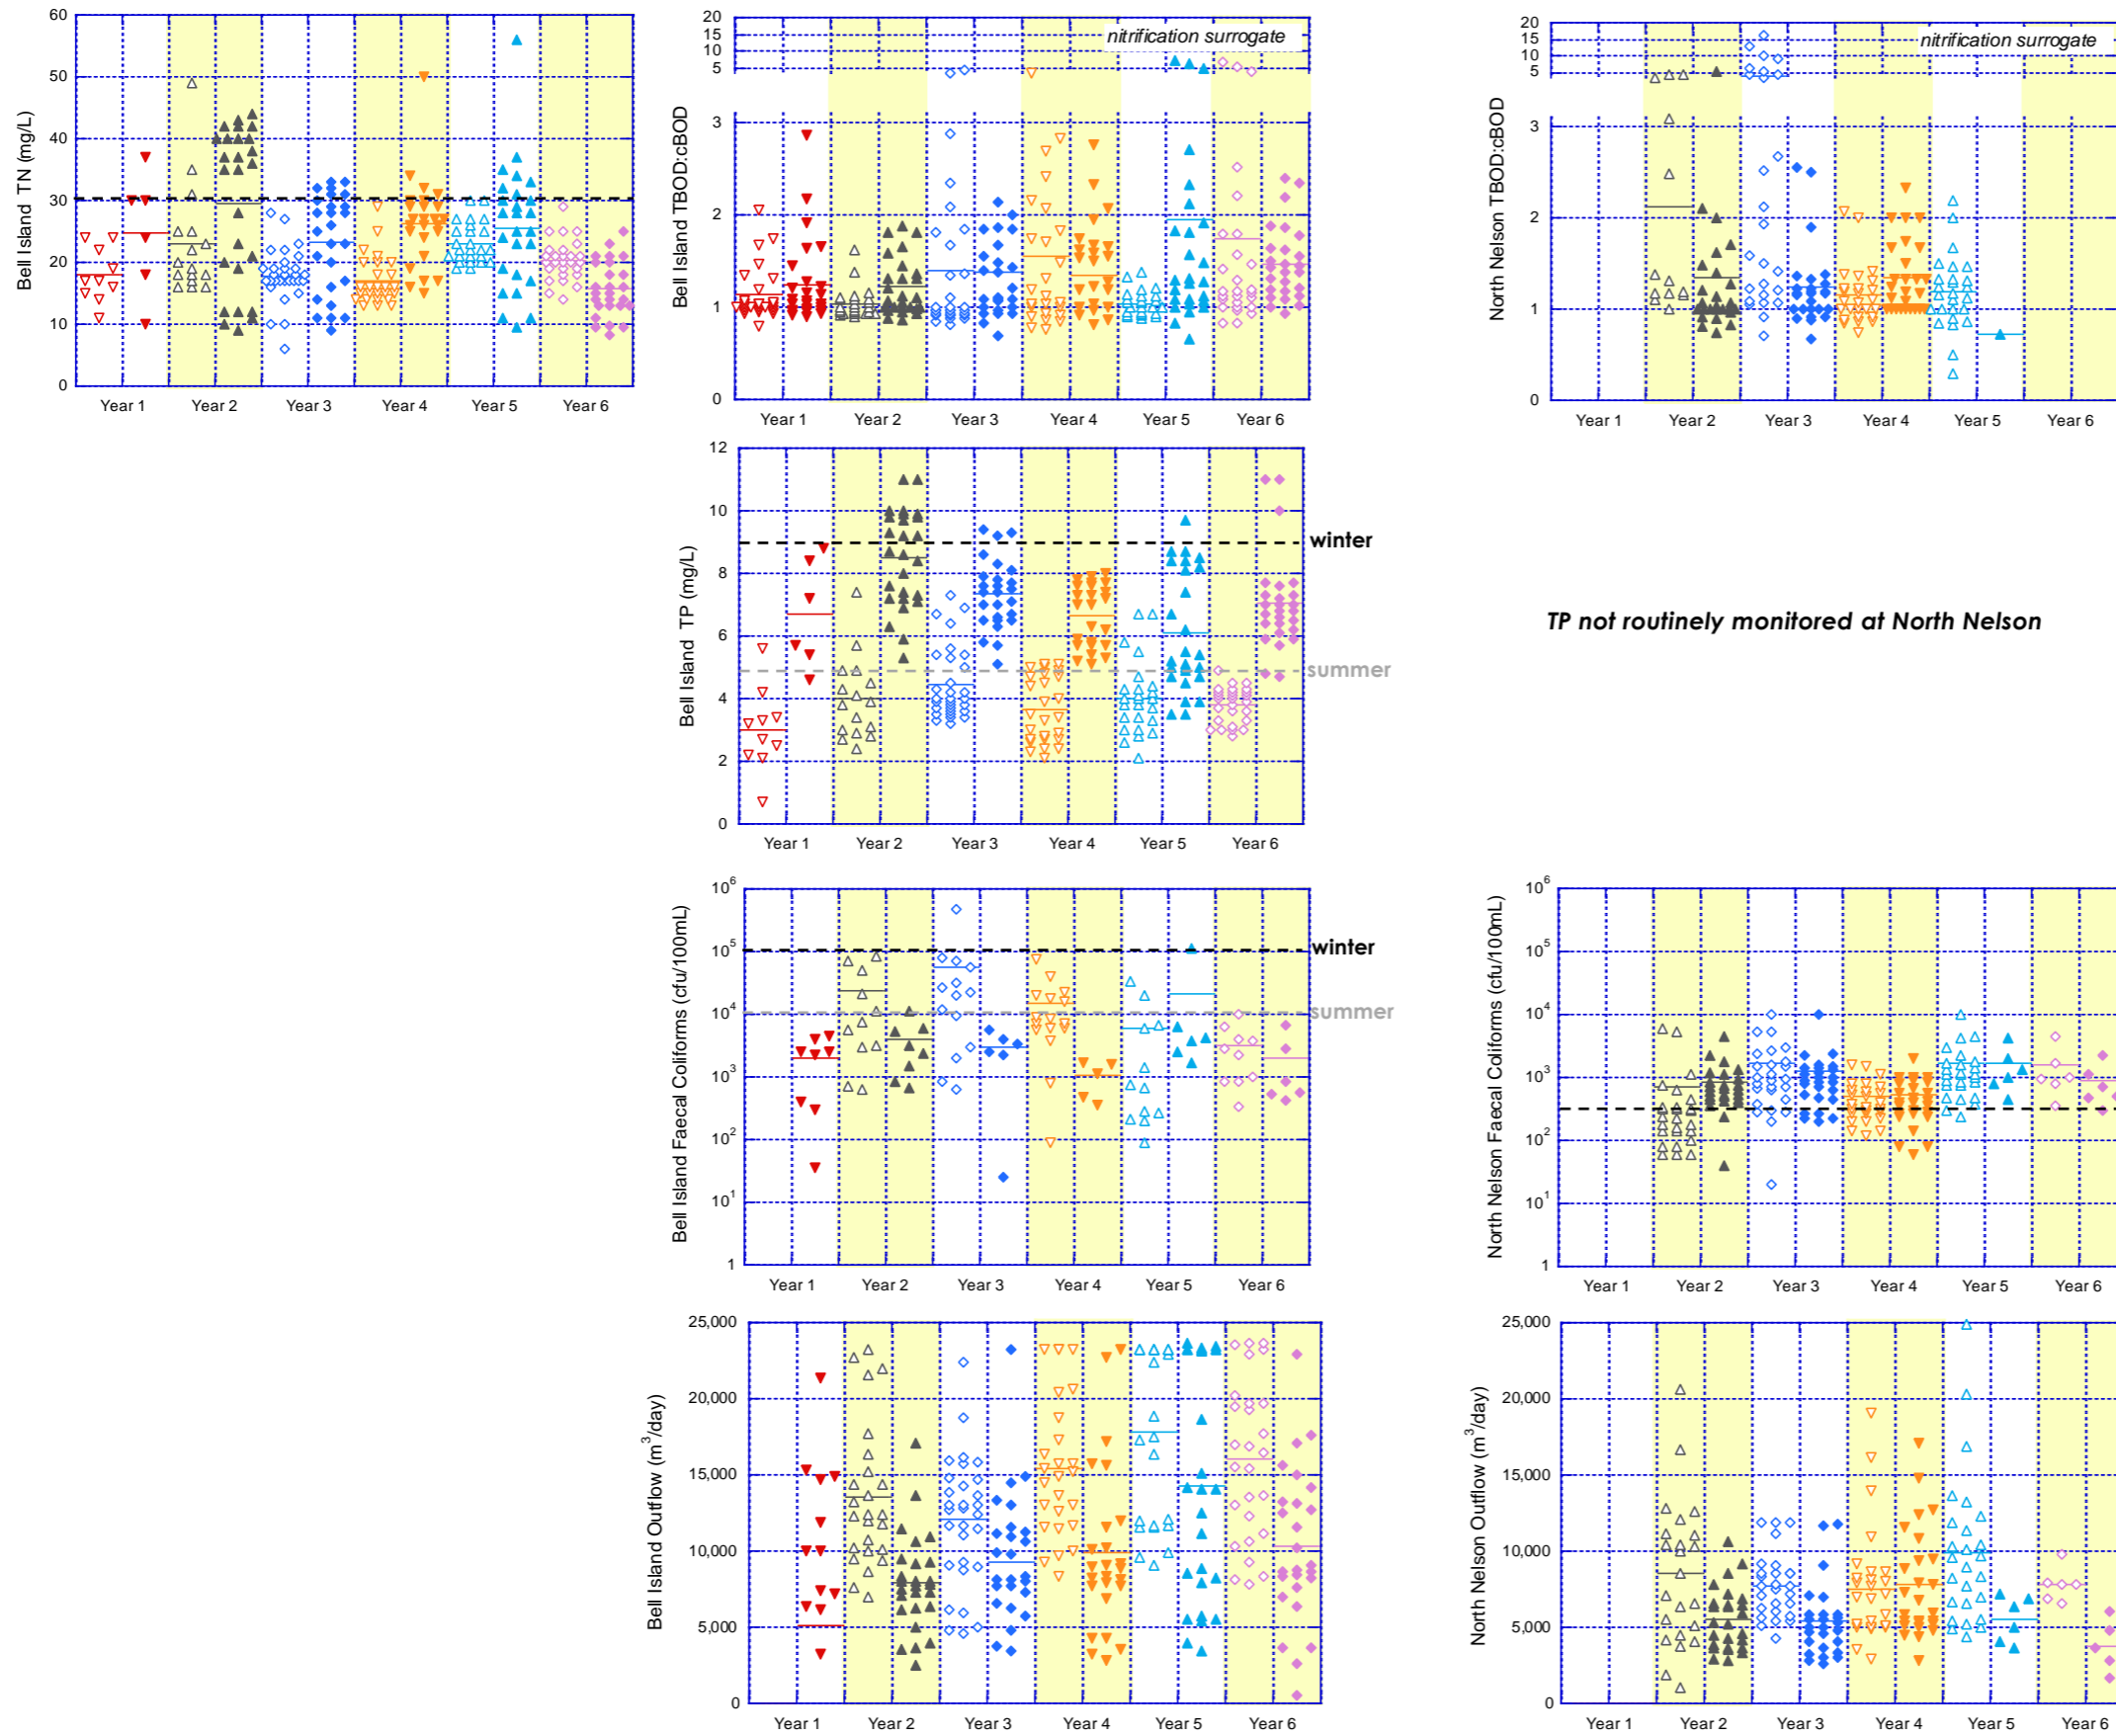 Bell Island TN (mg/L)
60
50
40
30
20
10
0
Year 1 Year 2 Year 3 Year 4 Year 5 Year 6
Bell Island TBOD:cBOD
20
15
10
5
3
2
1
0
nitrification surrogate
Year 1 Year 2 Year 3 Year 4 Year 5 Year 6
North Nelson TBOD:cBOD
20
15
10
5
3
2
1
0
nitrification surrogate
Year 1 Year 2 Year 3 Year 4 Year 5 Year 6
Bell Island TP (mg/L)
12
10
8
6
4
2
0
winter
summer
Year 1 Year 2 Year 3 Year 4 Year 5 Year 6
TP not routinely monitored at North Nelson
Bell Island Faecal Coliforms (cfu/100mL)
10⁶
10⁵
10⁴
10³
10²
10¹
1
winter
summer
Year 1 Year 2 Year 3 Year 4 Year 5 Year 6
North Nelson Faecal Coliforms (cfu/100mL)
10⁶
10⁵
10⁴
10³
10²
10¹
1
Year 1 Year 2 Year 3 Year 4 Year 5 Year 6
Bell Island Outflow (m³/day)
25,000
20,000
15,000
10,000
5,000
0
Year 1 Year 2 Year 3 Year 4 Year 5 Year 6
North Nelson Outflow (m³/day)
25,000
20,000
15,000
10,000
5,000
0
Year 1 Year 2 Year 3 Year 4 Year 5 Year 6